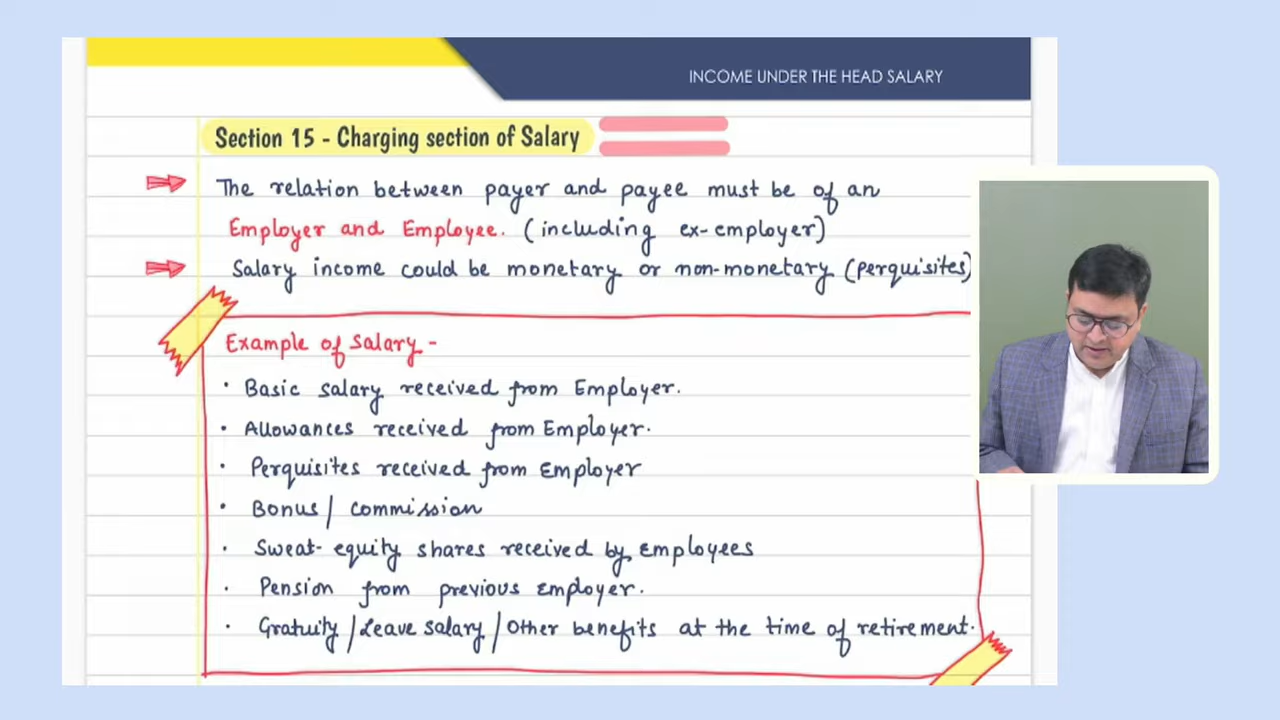 INCOME UNDER THE HEAD SALARY
Section 15 - Charging section of Salary
The relation between payer and payee must be of an
Employer and Employee. (including ex-employer)
Salary income could be monetary or non-monetary (perquisites)
Example of Salary -
· Basic salary received from Employer.
· Allowances received from Employer.
· Perquisites received from Employer
· Bonus / commission
· Sweat-equity shares received by employees
· Pension from previous employer.
· Gratuity / Leave salary / Other benefits at the time of retirement.